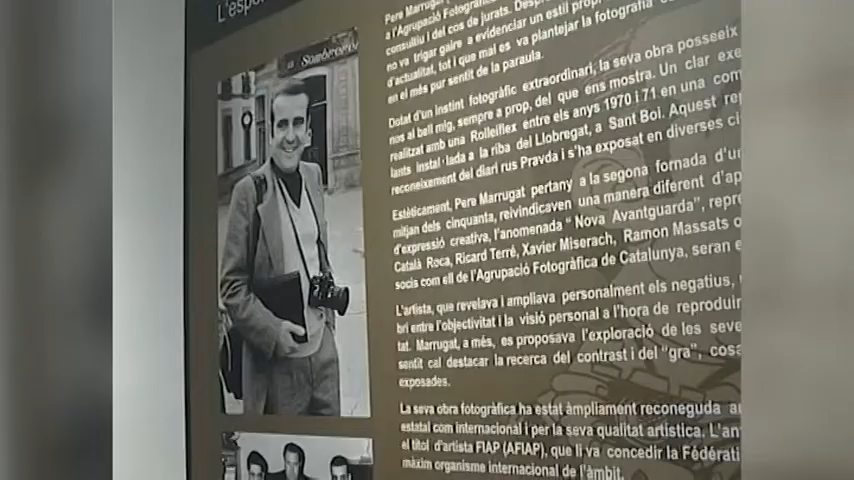 L'espe
Sombrerer
Pere Marrugat,
a l'Agrupació Fotogràfic
consultiu i del cos de jurats. Despr
no va trigar gaire a evidenciar un estil prop
d'actualitat, tot i que mai es va plantejar la fotografia
en el més pur sentit de la paraula.
Dotat d'un instint fotogràfic extraordinari, la seva obra posseeix
nos al bell mig, sempre a prop, del que ens mostra. Un clar exe
realitzat amb una Rolleiflex entre els anys 1970 i 71 en una com
lants instal·lada a la riba del Llobregat, a Sant Boi. Aquest rep
reconeixement del diari rus Pravda i s'ha exposat en diverses ci
Estèticament, Pere Marrugat pertany a la segona fornada d'un
mitjan dels cinquanta, reivindicaven una manera diferent d'ap
d'expressió creativa, l'anomenada “ Nova Avantguarda”, repre
Català Roca, Ricard Terré, Xavier Miserach, Ramon Massats o
socis com ell de l'Agrupació Fotogràfica de Catalunya, seran e
L'artista, que revelava i ampliava personalment els negatius,
bri entre l'objectivitat i la visió personal a l'hora de reproduir
tat. Marrugat, a més, es proposava l'exploració de les seve
sentit cal destacar la recerca del contrast i del “gra”, cosa
exposades.
La seva obra fotogràfica ha estat àmpliament reconeguda a
estatal com internacional i per la seva qualitat artística. L'an
el títol d'artista FIAP (AFIAP), que li va concedir la Fédérati
màxim organisme internacional de l'àmbit.